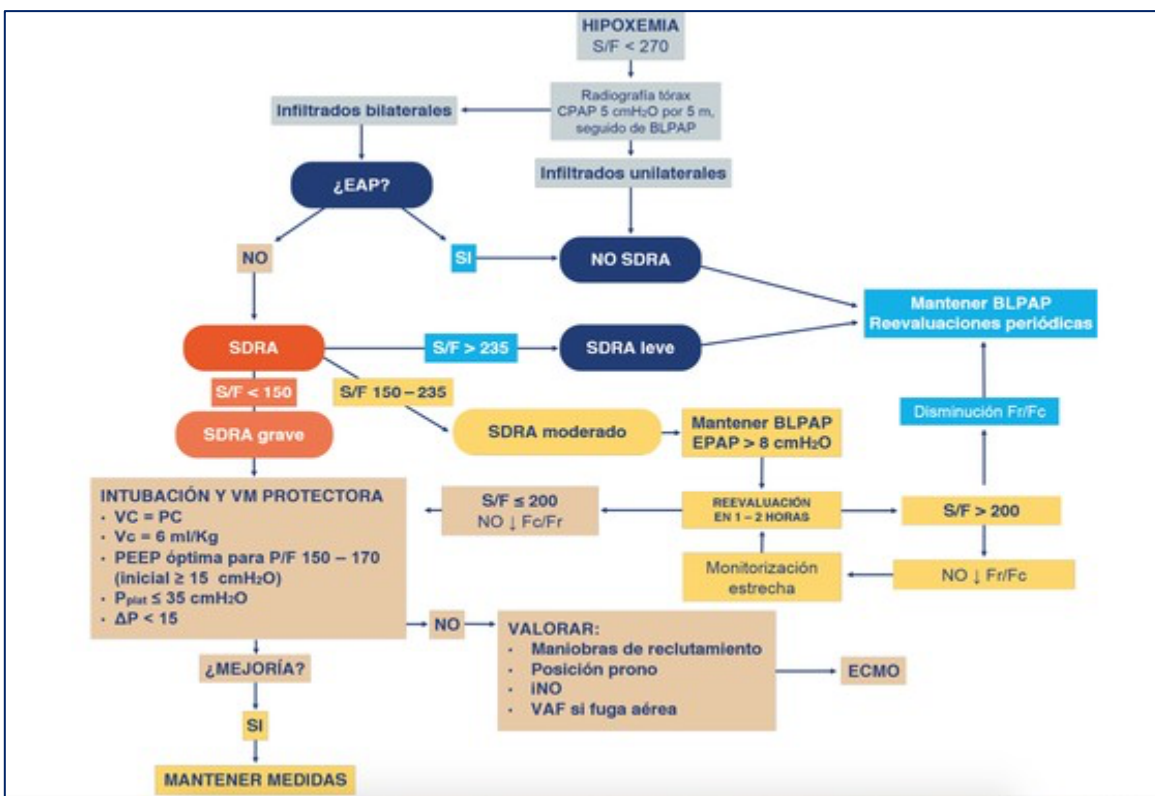 HIPOXEMIA
S/F < 270
Radiografía tórax
CPAP 5 cmH₂O por 5 m,
seguido de BLPAP
Infiltrados bilaterales
Infiltrados unilaterales
¿EAP?
NO
SI
NO SDRA
Mantener BLPAP
Reevaluaciones periódicas
SDRA
S/F > 235
SDRA leve
S/F < 150
S/F 150 – 235
SDRA grave
SDRA moderado
Mantener BLPAP
EPAP > 8 cmH₂O
Disminución Fr/Fc
INTUBACIÓN Y VM PROTECTORA
• VC = PC
• Vc = 6 ml/Kg
• PEEP óptima para P/F 150 – 170
(inicial ≥ 15 cmH₂O)
• Pplat ≤ 35 cmH₂O
• ΔP < 15
S/F ≤ 200
NO ↓ Fc/Fr
REEVALUACIÓN
EN 1 – 2 HORAS
S/F > 200
Monitorización
estrecha
NO ↓ Fr/Fc
NO
VALORAR:
• Maniobras de reclutamiento
• Posición prono
• iNO
• VAF si fuga aérea
ECMO
¿MEJORÍA?
SI
MANTENER MEDIDAS